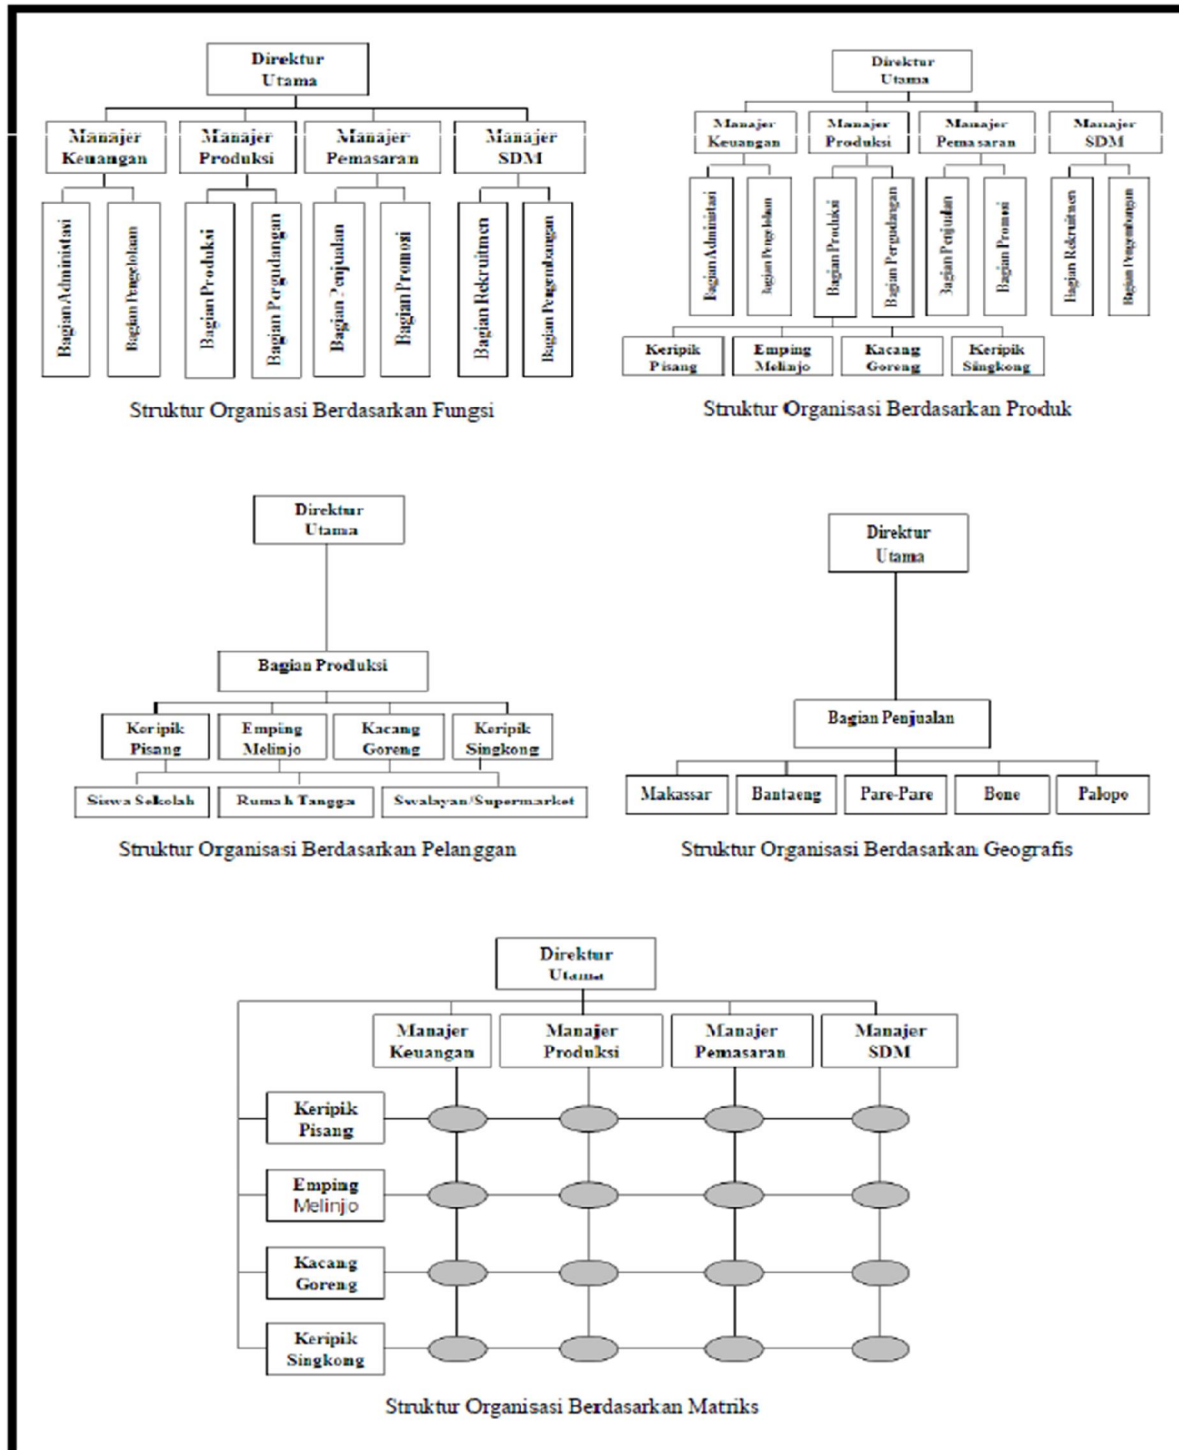 Direktur
Utama
Manajer
Keuangan
Manajer
Produksi
Manajer
Pemasaran
Manajer
SDM
Bagian Administasi
Bagian Pengelolaan
Bagian Produksi
Bagian Pergudangan
Bagian Penjualan
Bagian Promosi
Bagian Rekruitmen
Bagian Pengembangan
Struktur Organisasi Berdasarkan Fungsi
Direktur
Utama
Manajer
Keuangan
Manajer
Produksi
Manajer
Pemasaran
Manajer
SDM
Bagian Administasi
Bagian Pengelolaan
Bagian Produksi
Bagian Pergudangan
Bagian Penjualan
Bagian Promosi
Bagian Rekruitmen
Bagian Pengembangan
Keripik
Pisang
Emping
Melinjo
Kacang
Goreng
Keripik
Singkong
Struktur Organisasi Berdasarkan Produk
Direktur
Utama
Bagian Produksi
Keripik
Pisang
Emping
Melinjo
Kacang
Goreng
Keripik
Singkong
Siswa Sekolah
Rumah Tangga
Swalayan/Supermarket
Struktur Organisasi Berdasarkan Pelanggan
Direktur
Utama
Bagian Penjualan
Makassar
Bantaeng
Pare-Pare
Bone
Palopo
Struktur Organisasi Berdasarkan Geografis
Direktur
Utama
Manajer
Keuangan
Manajer
Produksi
Manajer
Pemasaran
Manajer
SDM
Keripik
Pisang
Emping
Melinjo
Kacang
Goreng
Keripik
Singkong
Struktur Organisasi Berdasarkan Matriks